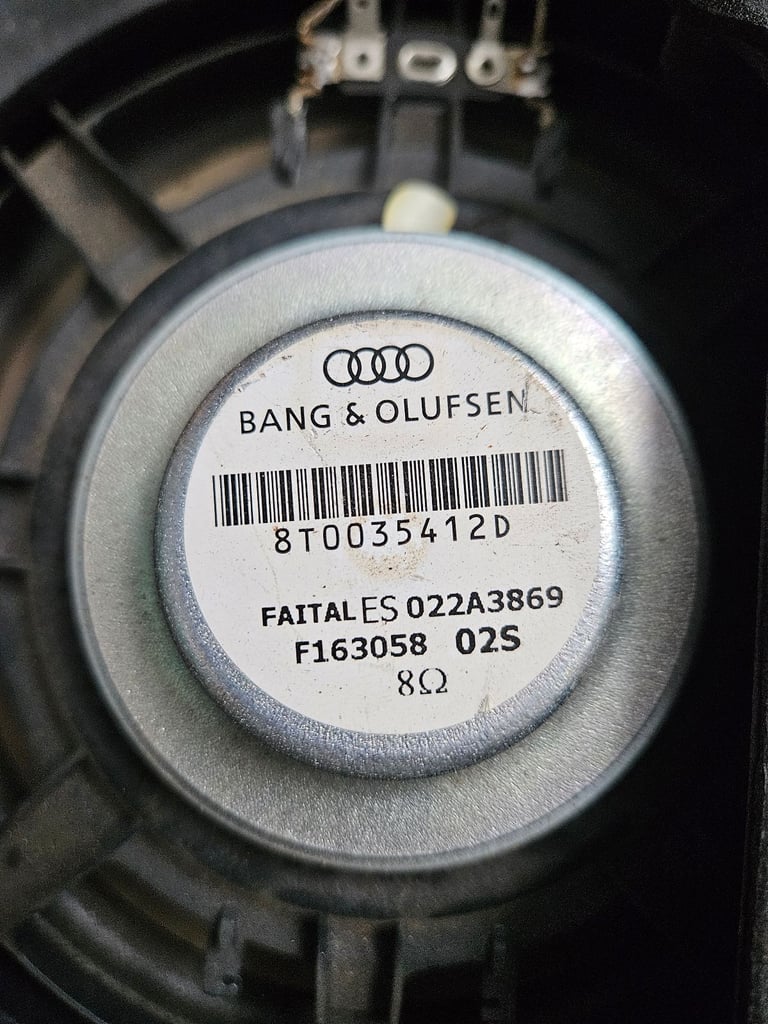 BANG & OLUFSEN
8T0035412D
FAITAL ES 022A3869
F163058 02S
8Ω